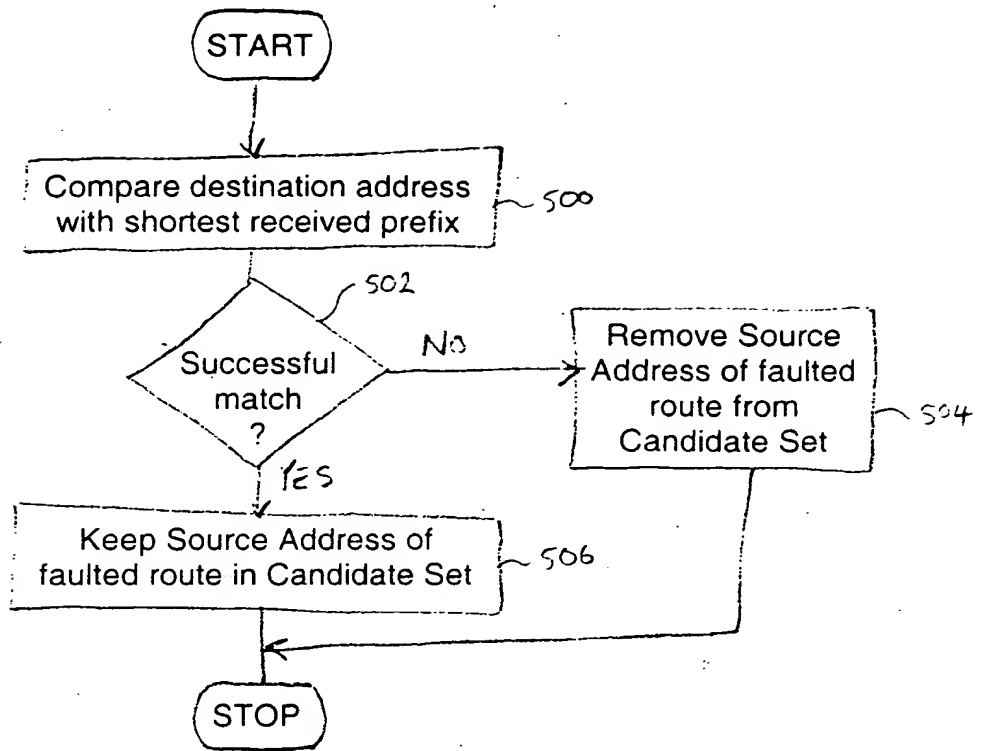 START
Compare destination address
with shortest received prefix
500
502
Successful
match
?
NO
Remove Source
Address of faulted
route from
Candidate Set
504
YES
Keep Source Address of
faulted route in Candidate Set
506
STOP